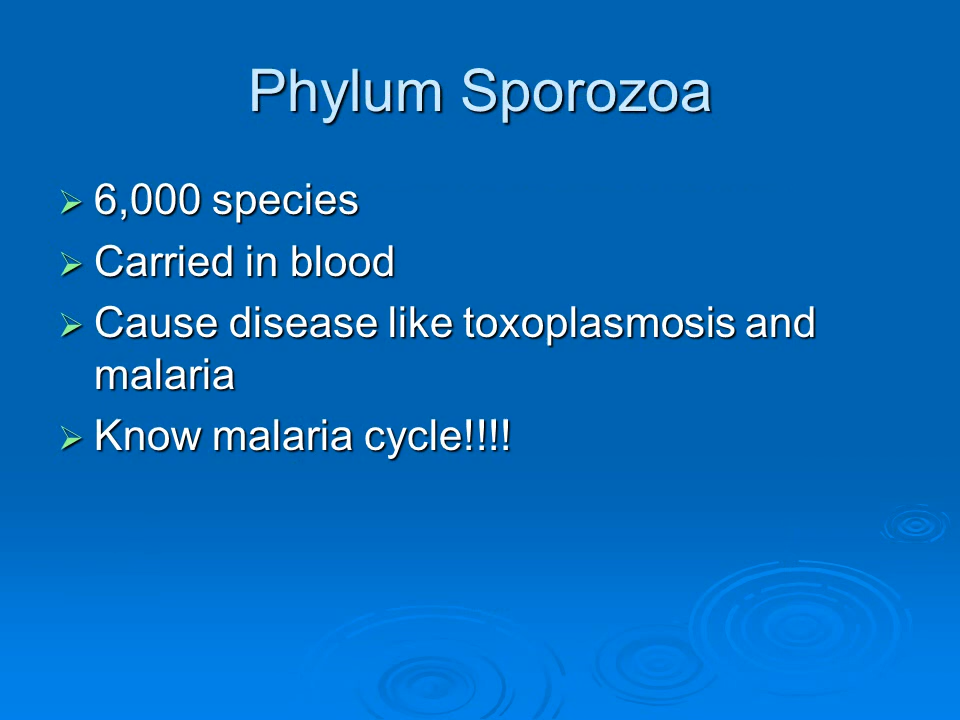 Phylum Sporozoa
➢ 6,000 species
➢ Carried in blood
➢ Cause disease like toxoplasmosis and
malaria
➢ Know malaria cycle!!!!